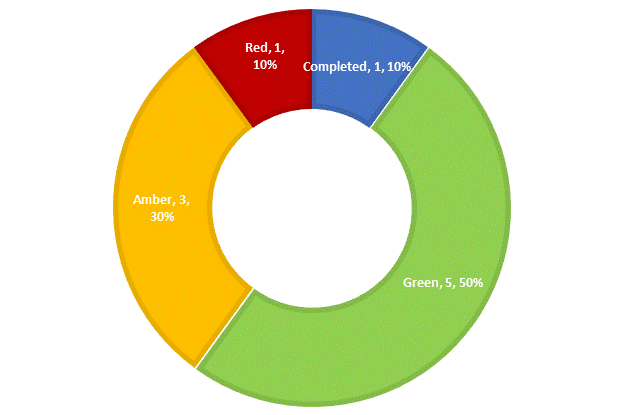 Red, 1,
10%
Completed, 1, 10%
Amber, 3,
30%
Green, 5, 50%